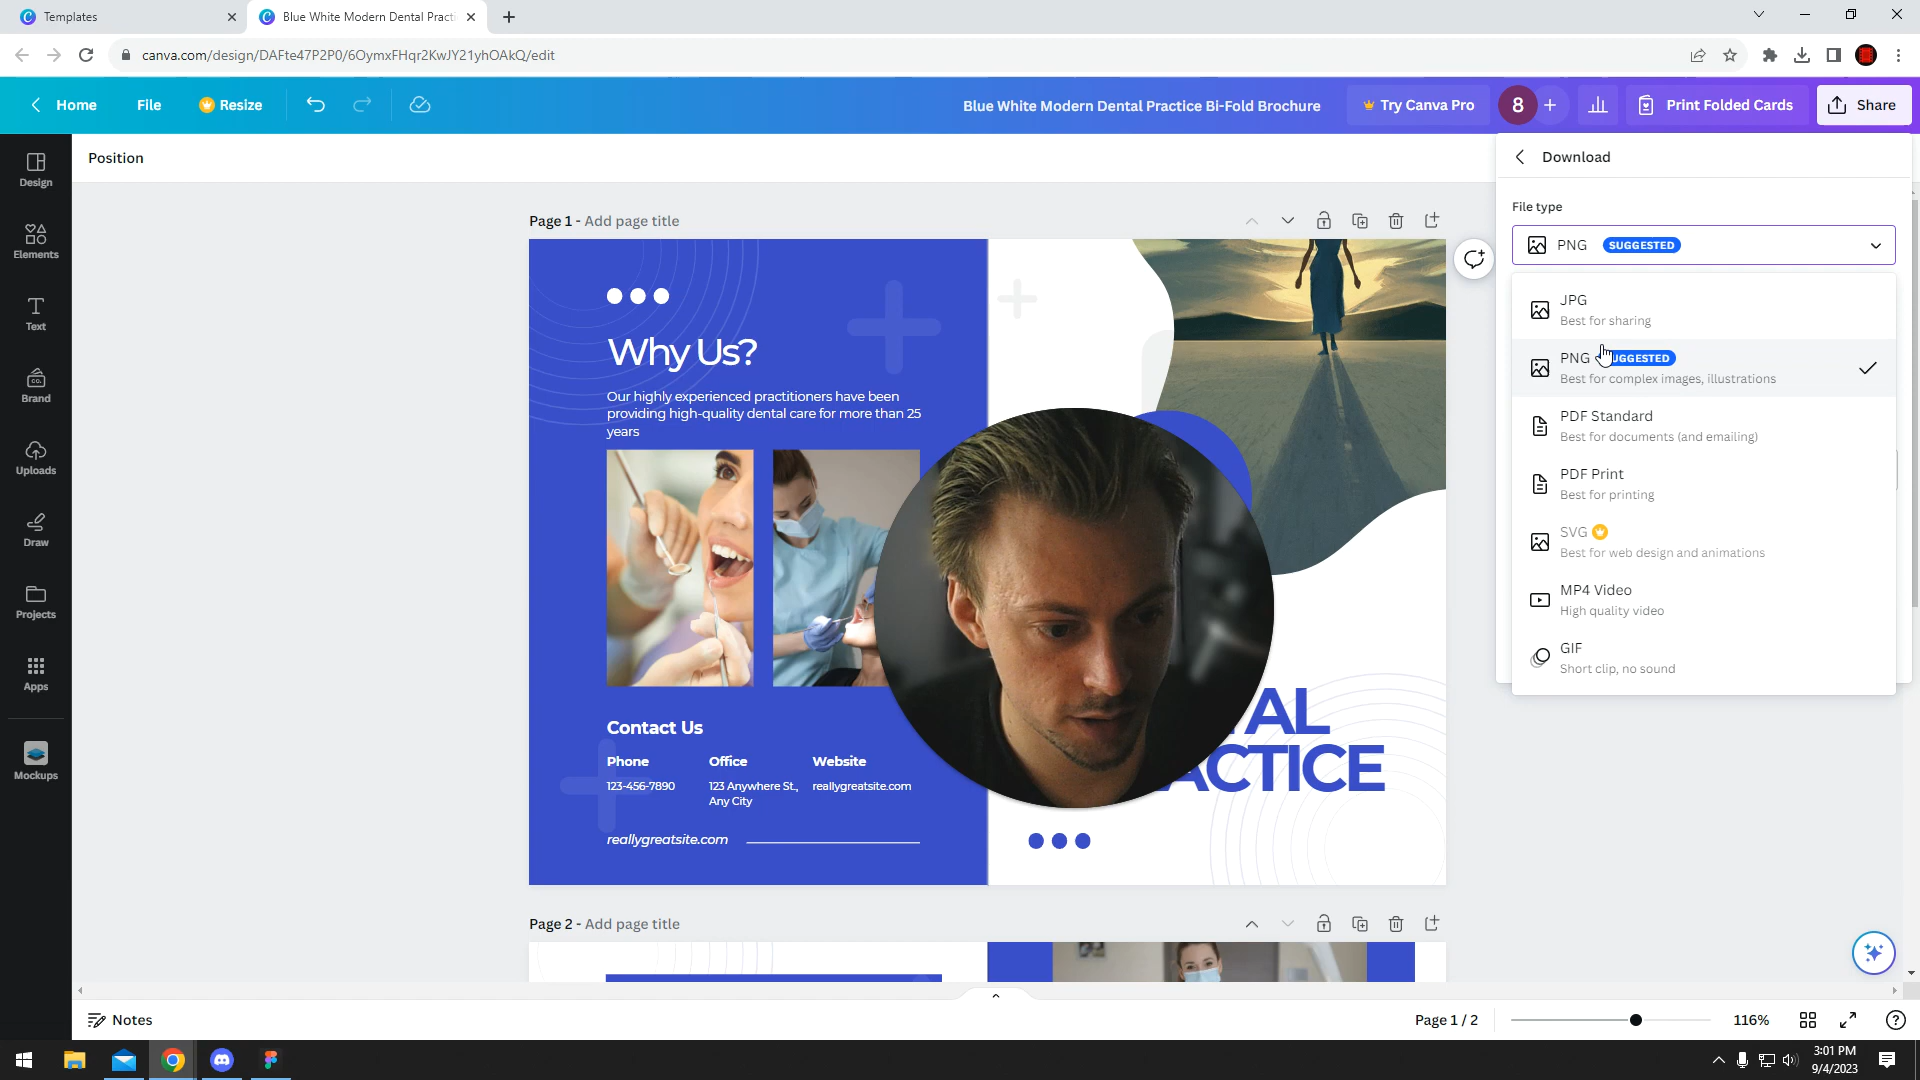 Templates
Blue White Modern Dental Practi
canva.com/design/DAFte47P2P0/6OymxFHqr2KwJY21yhOAkQ/edit
Home
File
Resize
Blue White Modern Dental Practice Bi-Fold Brochure
Try Canva Pro
8
Print Folded Cards
Share
Design
Elements
Text
Brand
Uploads
Draw
Projects
Apps
Mockups
Position
Page 1 - Add page title
Why Us?
Our highly experienced practitioners have been
providing high-quality dental care for more than 25
years
Contact Us
Phone
Office
Website
123-456-7890
123 Anywhere St.,
Any City
reallygreatsite.com
reallygreatsite.com
AL
ACTICE
Page 2 - Add page title
Download
File type
PNG SUGGESTED
JPG
Best for sharing
PNG UGGESTED
Best for complex images, illustrations
PDF Standard
Best for documents (and emailing)
PDF Print
Best for printing
SVG
Best for web design and animations
MP4 Video
High quality video
GIF
Short clip, no sound
Notes
Page 1 / 2
116%
3:01 PM
9/4/2023